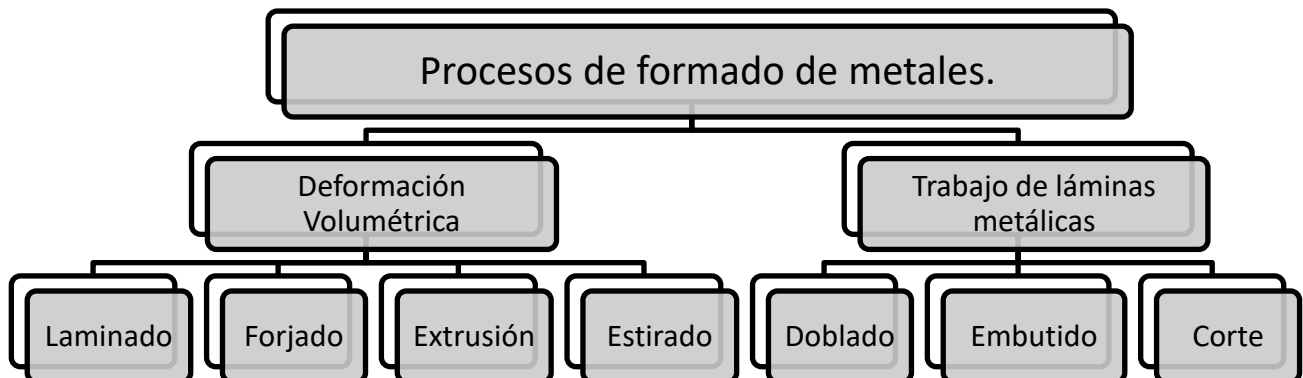 Procesos de formado de metales.
Deformación
Volumétrica
Trabajo de láminas
metálicas
Laminado
Forjado
Extrusión
Estirado
Doblado
Embutido
Corte